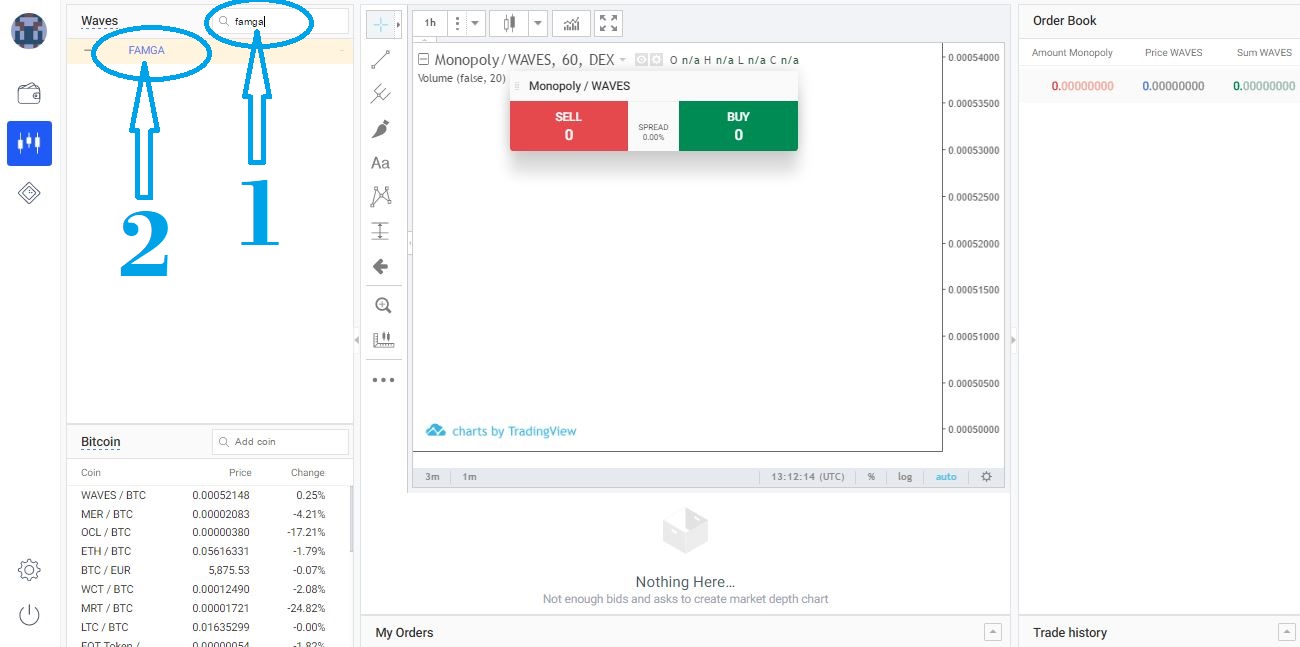 Waves
famga
FAMGA
1
2
Bitcoin
Add coin
Coin Price Change
WAVES / BTC 0.00052148 0.25%
MER / BTC 0.00002083 -4.21%
OCL / BTC 0.00000380 -17.21%
ETH / BTC 0.05616331 -1.79%
BTC / EUR 5,875.53 -0.07%
WCT / BTC 0.00012490 -2.08%
MRT / BTC 0.00001721 -24.82%
LTC / BTC 0.01635299 -0.00%
EOT Token / 0.00000054 -1.82%
1h
Monopoly/WAVES, 60, DEX O n/a H n/a L n/a C n/a
Volume (false, 20)
Monopoly / WAVES
SELL
0
SPREAD
0.00%
BUY
0
Aa
0.00054000
0.00053500
0.00053000
0.00052500
0.00052000
0.00051500
0.00051000
0.00050500
0.00050000
charts by TradingView
3m 1m 13:12:14 (UTC) % log auto
Nothing Here...
Not enough bids and asks to create market depth chart
My Orders
Order Book
Amount Monopoly Price WAVES Sum WAVES
0.00000000 0.00000000 0.00000000
Trade history